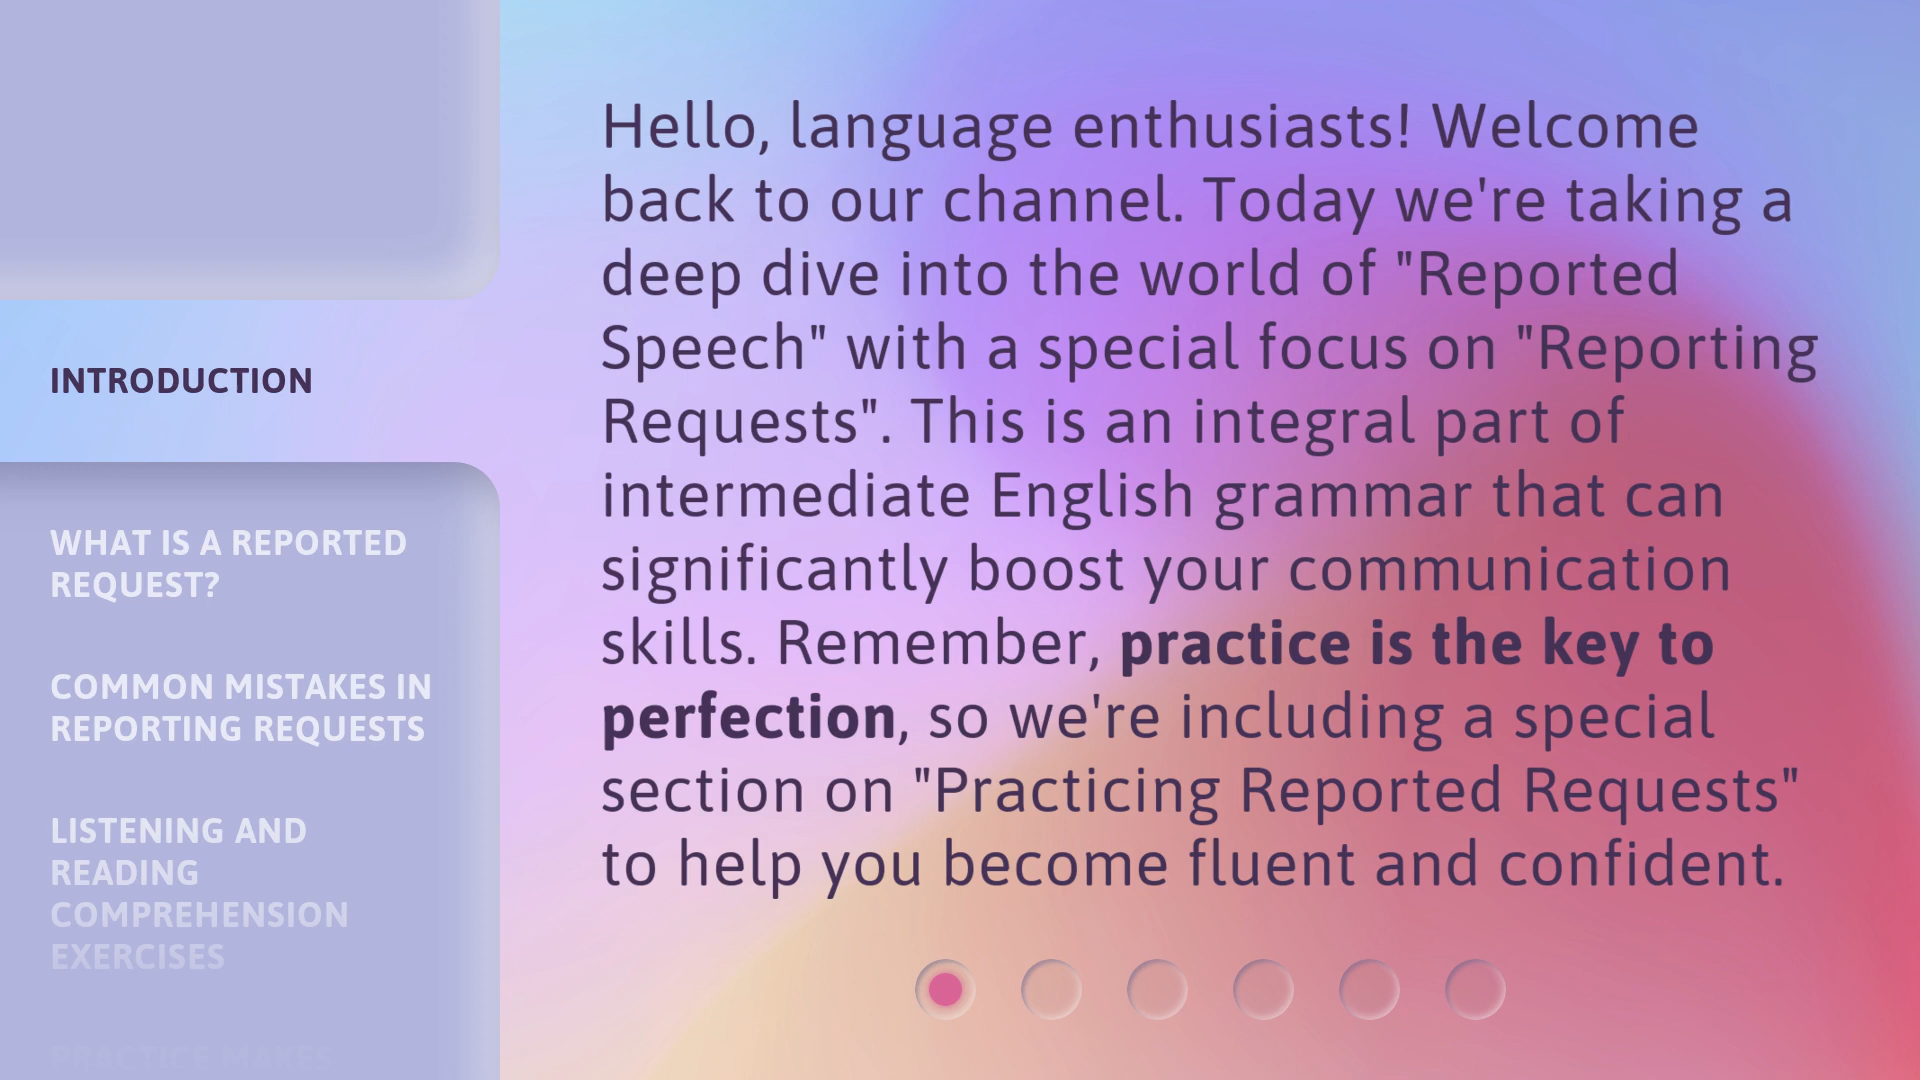 INTRODUCTION
WHAT IS A REPORTED
REQUEST?
COMMON MISTAKES IN
REPORTING REQUESTS
LISTENING AND
READING
COMPREHENSION
EXERCISES
PRACTICE MAKES
Hello, language enthusiasts! Welcome
back to our channel. Today we're taking a
deep dive into the world of "Reported
Speech" with a special focus on "Reporting
Requests". This is an integral part of
intermediate English grammar that can
significantly boost your communication
skills. Remember, practice is the key to
perfection, so we're including a special
section on "Practicing Reported Requests"
to help you become fluent and confident.